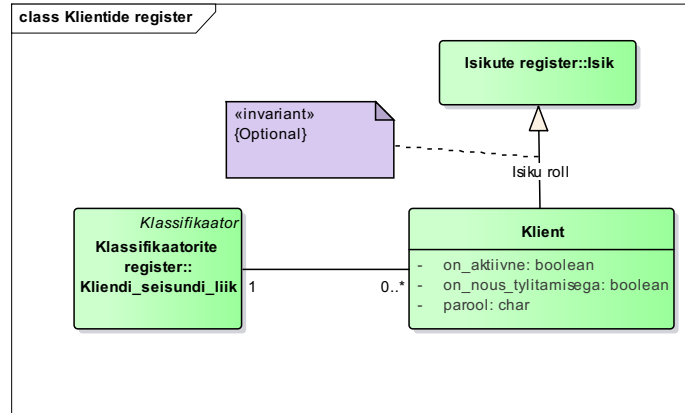 class Klientide register
Isikute register::Isik
«invariant»
{Optional}
Isiku roll
Klassifikaator
Klassifikaatorite
register::
Kliendi_seisundi_liik
1
0..*
Klient
- on_aktiivne: boolean
- on_nous_tylitamisega: boolean
- parool: char